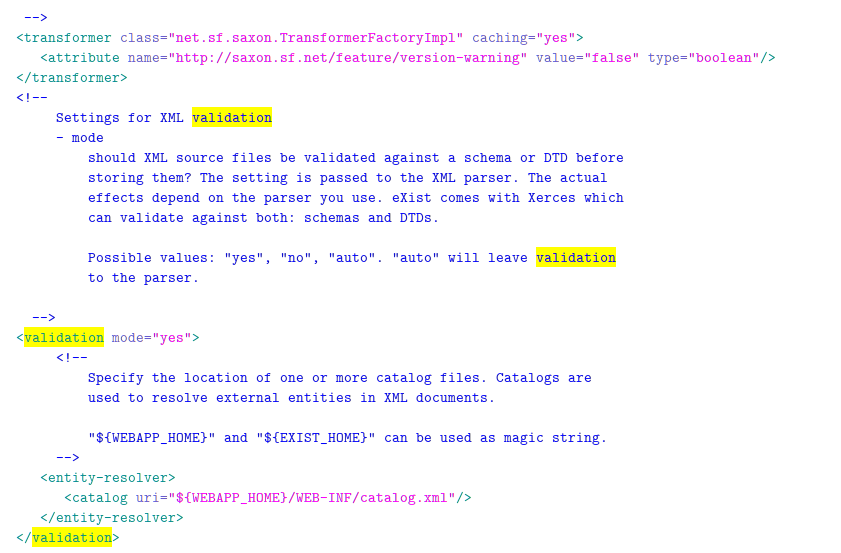 -->
<transformer class="net.sf.saxon.TransformerFactoryImpl" caching="yes">
<attribute name="http://saxon.sf.net/feature/version-warning" value="false" type="boolean"/>
</transformer>
<!--
Settings for XML validation
- mode
should XML source files be validated against a schema or DTD before
storing them? The setting is passed to the XML parser. The actual
effects depend on the parser you use. eXist comes with Xerces which
can validate against both: schemas and DTDs.
Possible values: "yes", "no", "auto". "auto" will leave validation
to the parser.
-->
<validation mode="yes">
<!--
Specify the location of one or more catalog files. Catalogs are
used to resolve external entities in XML documents.
"${WEBAPP_HOME}" and "${EXIST_HOME}" can be used as magic string.
-->
<entity-resolver>
<catalog uri="${WEBAPP_HOME}/WEB-INF/catalog.xml"/>
</entity-resolver>
</validation>